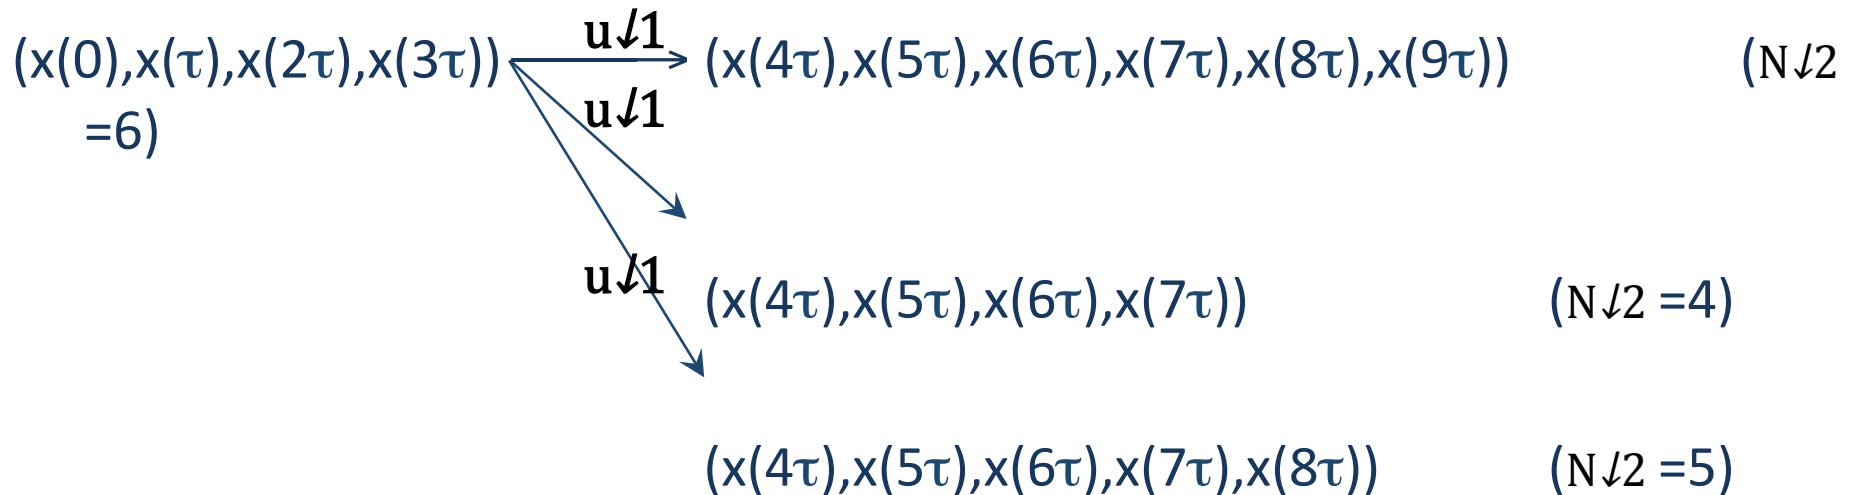 (x(0),x(τ),x(2τ),x(3τ)) u↓1 (x(4τ),x(5τ),x(6τ),x(7τ),x(8τ),x(9τ)) (N↓2
=6)
u↓1
u↓1
(x(4τ),x(5τ),x(6τ),x(7τ)) (N↓2 =4)
(x(4τ),x(5τ),x(6τ),x(7τ),x(8τ)) (N↓2 =5)